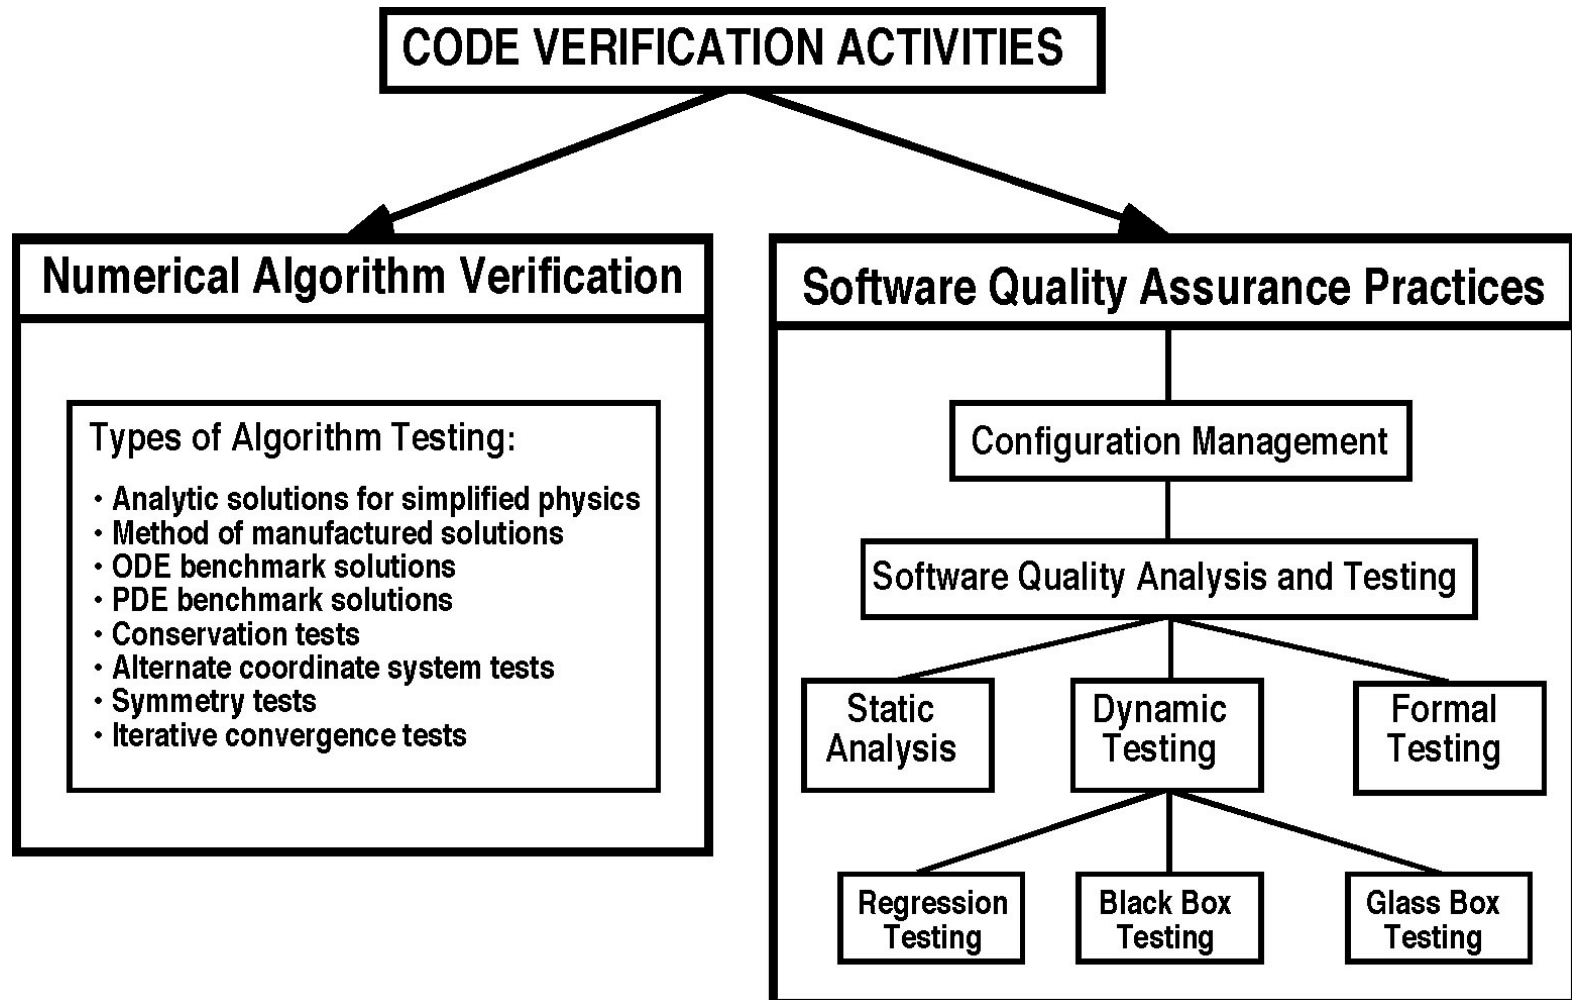 CODE VERIFICATION ACTIVITIES
Numerical Algorithm Verification
Types of Algorithm Testing:
• Analytic solutions for simplified physics
• Method of manufactured solutions
• ODE benchmark solutions
• PDE benchmark solutions
• Conservation tests
• Alternate coordinate system tests
• Symmetry tests
• Iterative convergence tests
Software Quality Assurance Practices
Configuration Management
Software Quality Analysis and Testing
Static
Analysis
Dynamic
Testing
Formal
Testing
Regression
Testing
Black Box
Testing
Glass Box
Testing